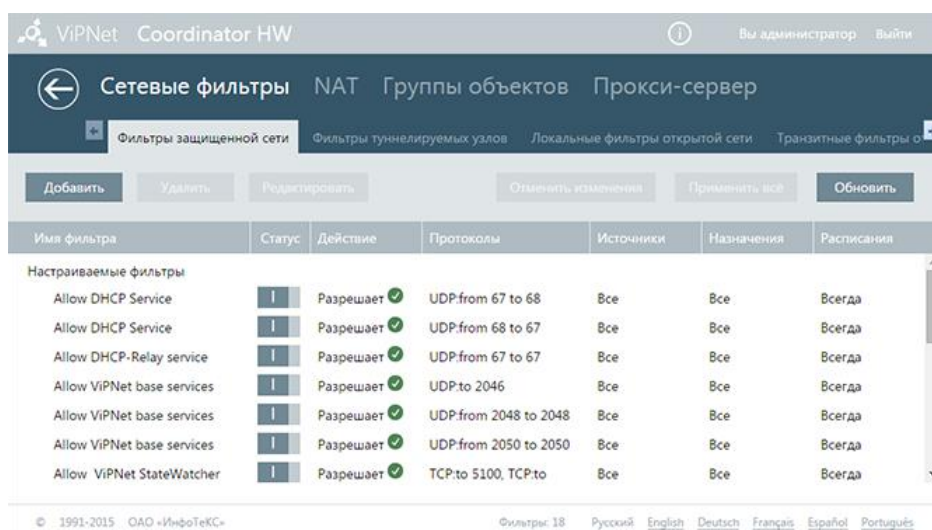 ViPNet Coordinator HW Вы администратор Выйти
Сетевые фильтры NAT Группы объектов Прокси-сервер
Фильтры защищенной сети Фильтры туннелируемых узлов Локальные фильтры открытой сети Транзитные фильтры о
Добавить Удалить Редактировать Отменить изменения Применить всё Обновить
Имя фильтра Статус Действие Протоколы Источники Назначения Расписания
Настраиваемые фильтры
Allow DHCP Service Разрешает UDP:from 67 to 68 Все Все Всегда
Allow DHCP Service Разрешает UDP:from 68 to 67 Все Все Всегда
Allow DHCP-Relay service Разрешает UDP:from 67 to 67 Все Все Всегда
Allow ViPNet base services Разрешает UDP:to 2046 Все Все Всегда
Allow ViPNet base services Разрешает UDP:from 2048 to 2048 Все Все Всегда
Allow ViPNet base services Разрешает UDP:from 2050 to 2050 Все Все Всегда
Allow ViPNet StateWatcher Разрешает TCP:to 5100, TCP:to Все Все Всегда
© 1991-2015 ОАО «ИнфоТеКС» Фильтры: 18 Русский English Deutsch Français Español Português